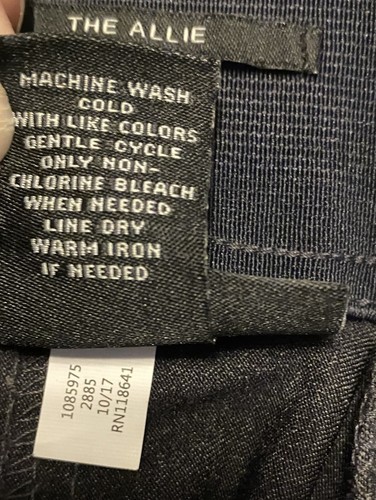 THE ALLIE
MACHINE WASH
COLD
WITH LIKE COLORS
GENTLE CYCLE
ONLY NON-
CHLORINE BLEACH
WHEN NEEDED
LINE DRY
WARM IRON
IF NEEDED
1085975
2885
10/17
RN118641